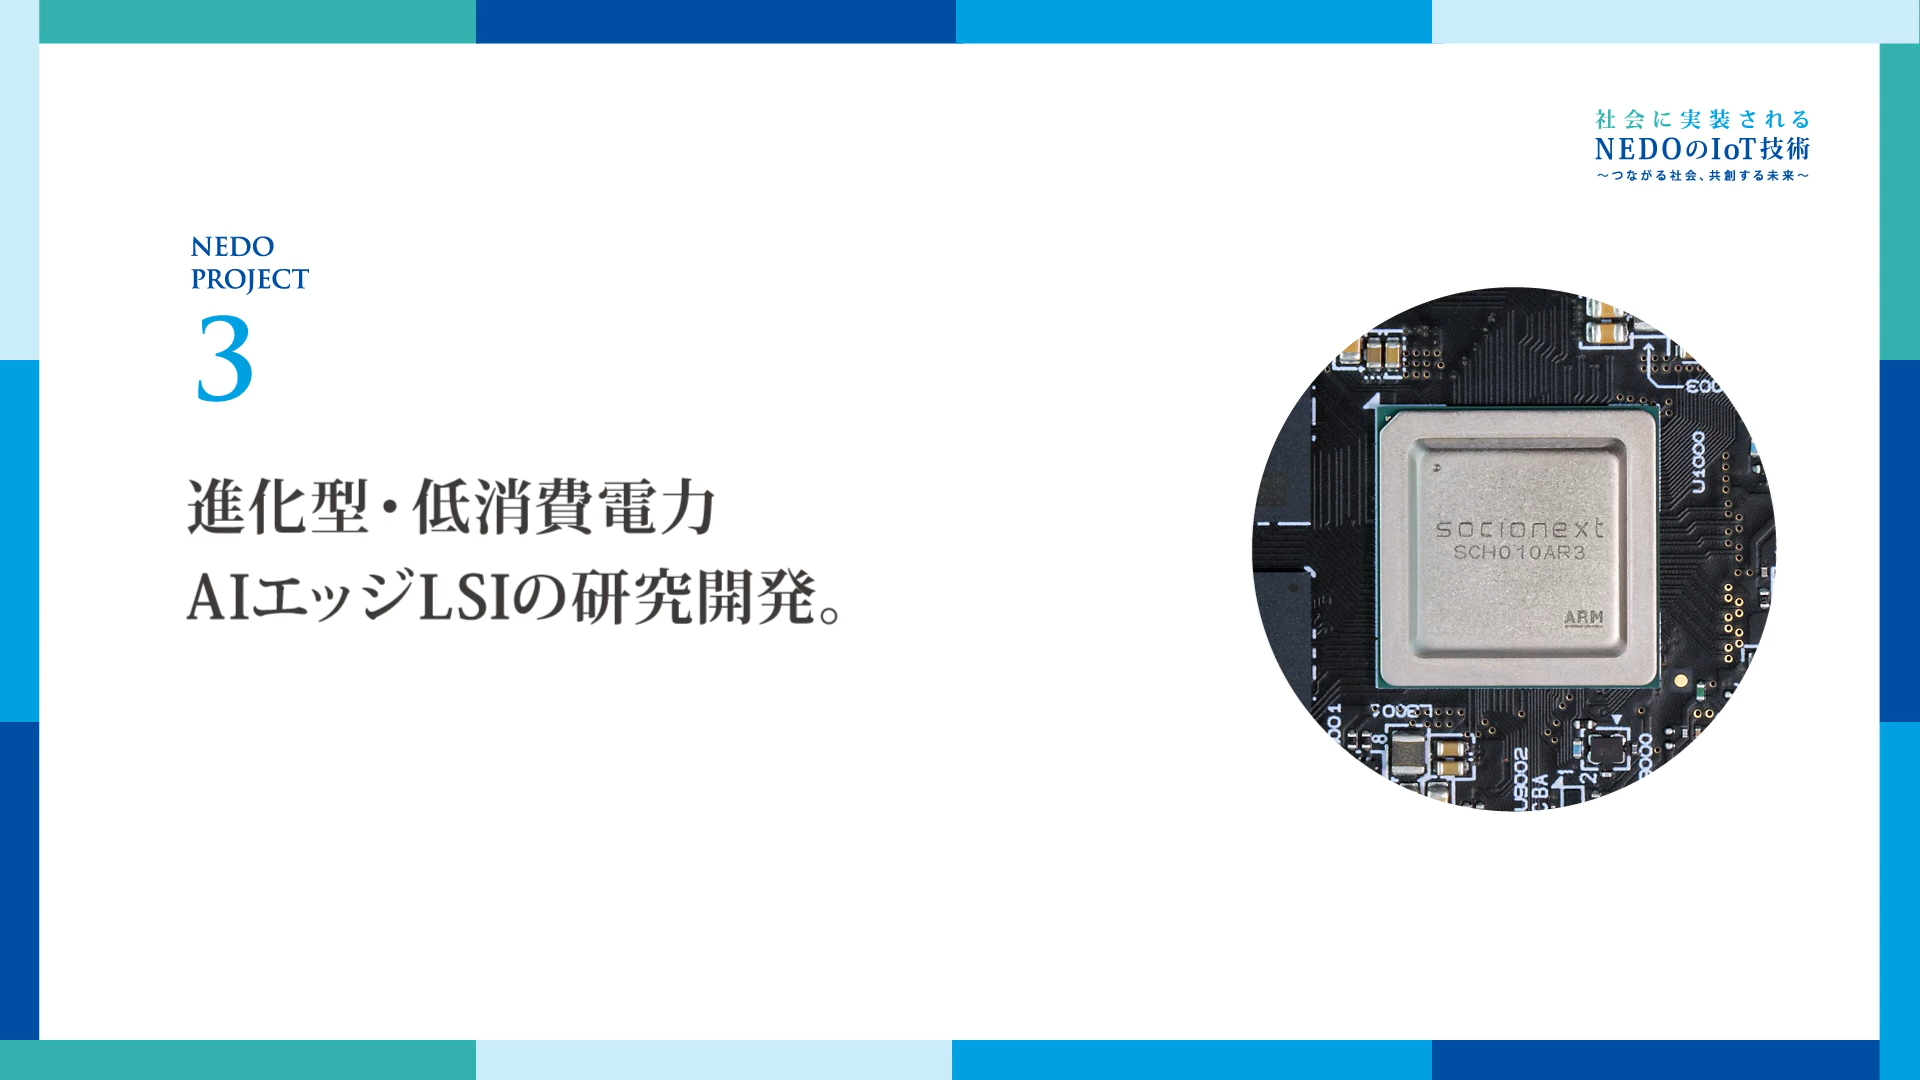 社会に実装される
NEDOのIoT技術
～つながる社会、共創する未来～
NEDO
PROJECT
3
進化型・低消費電力
AIエッジLSIの研究開発。
socionext
SCH010AR3
ARM
U1000
U9002